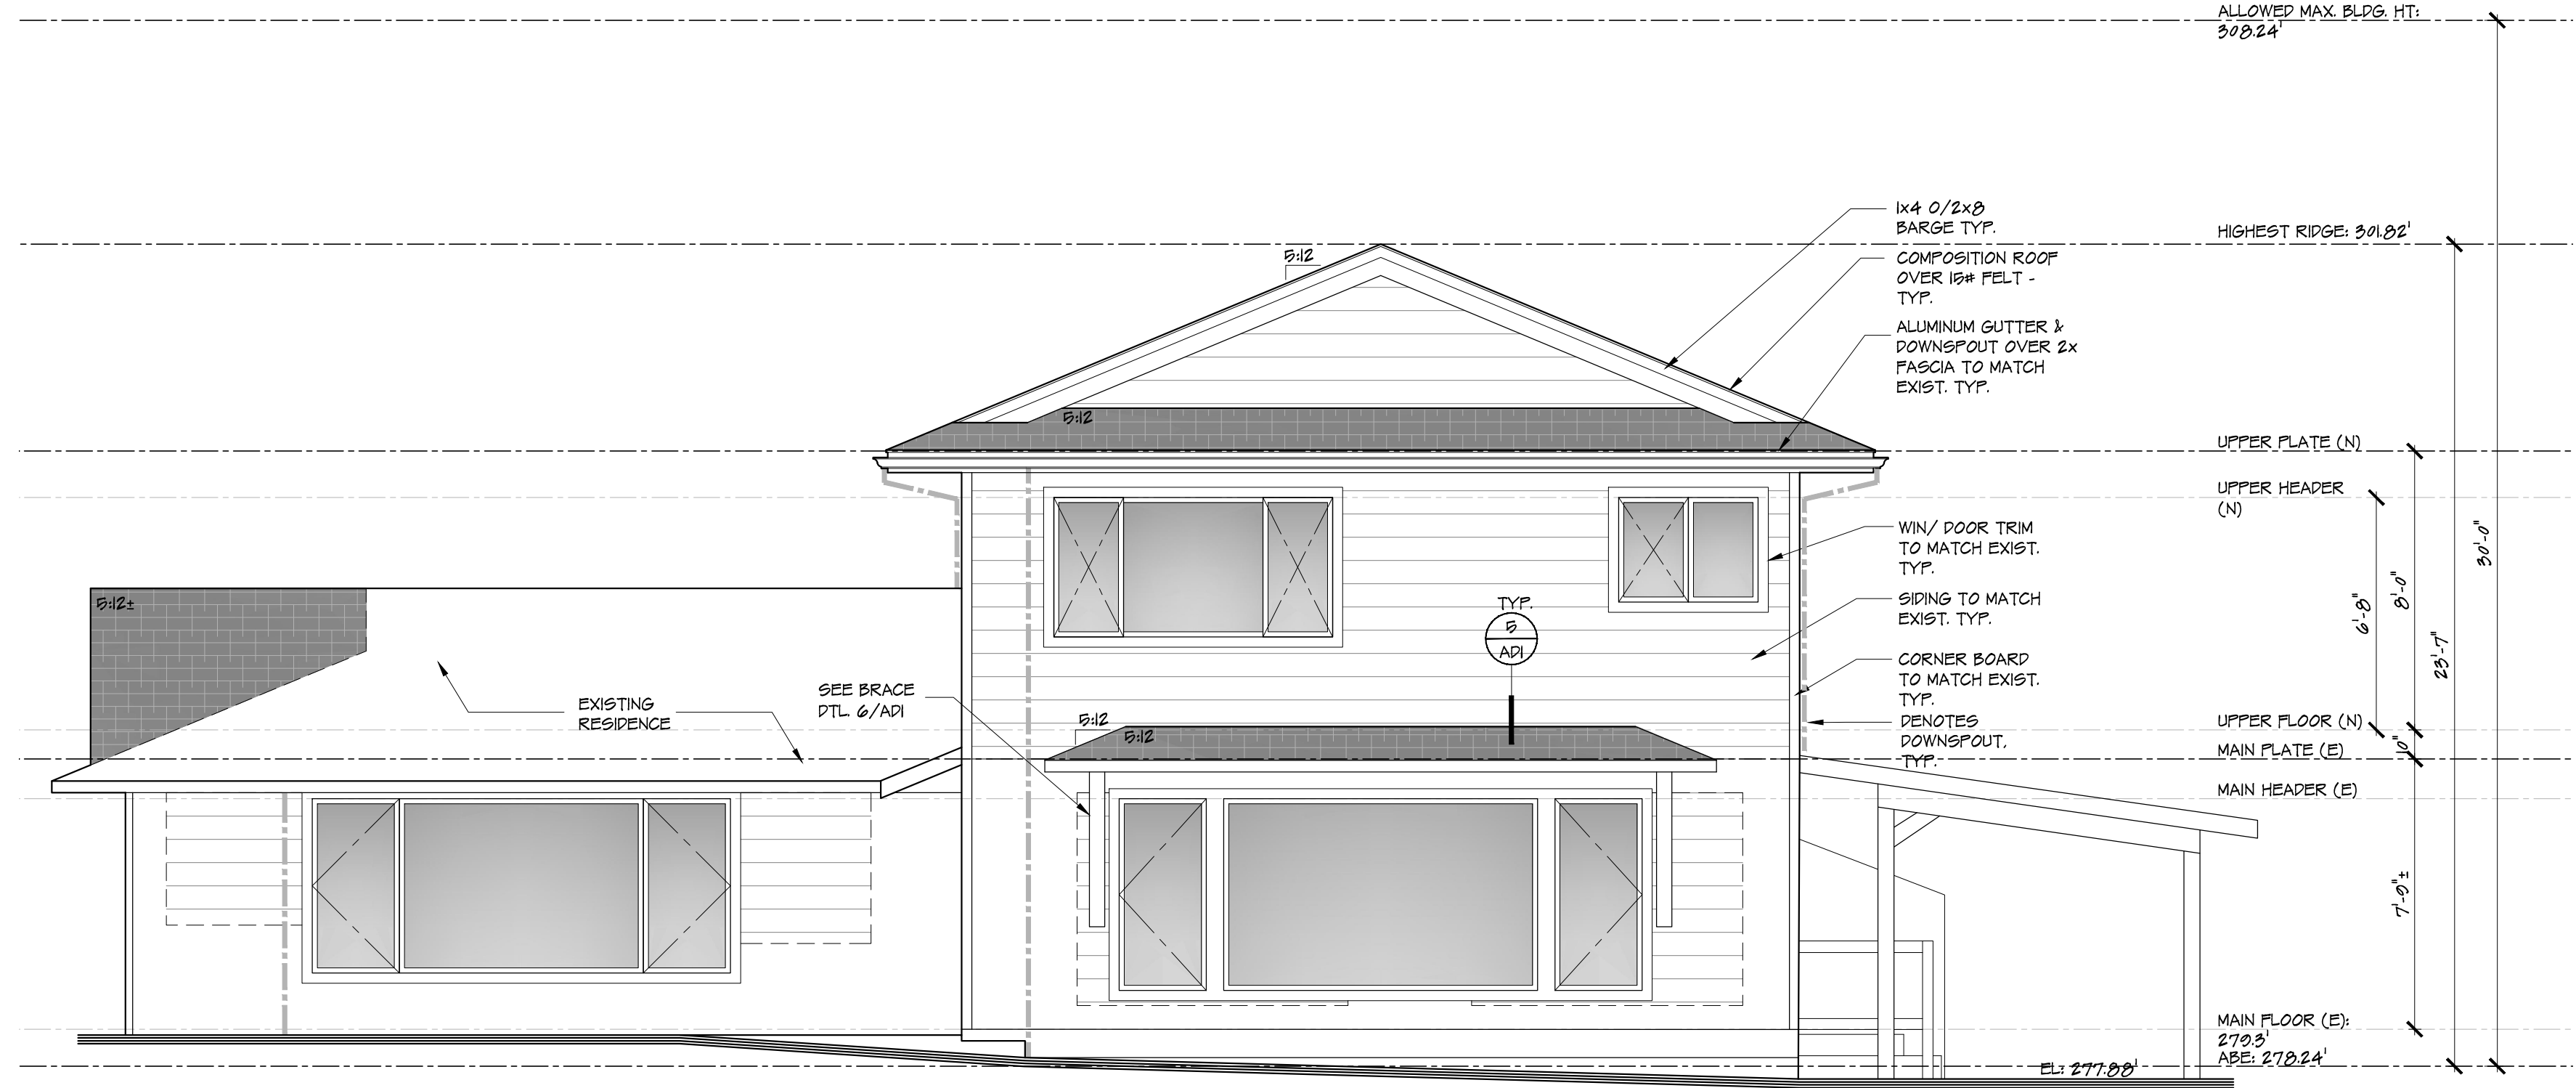 ALLOWED MAX. BLDG. HT:
308.24'
1x4 O/2x8
BARGE TYP.
HIGHEST RIDGE: 301.82'
5:12
COMPOSITION ROOF
OVER 15# FELT -
TYP.
ALUMINUM GUTTER &
DOWNSPOUT OVER 2x
FASCIA TO MATCH
EXIST. TYP.
5:12
UPPER PLATE (N)
UPPER HEADER
(N)
WIN/ DOOR TRIM
TO MATCH EXIST.
TYP.
30'-0"
8'-0"
6'-8"
23'-7"
5:12±
TYP.
5
AD1
SIDING TO MATCH
EXIST. TYP.
CORNER BOARD
TO MATCH EXIST.
TYP.
SEE BRACE
DTL. 6/AD1
EXISTING
RESIDENCE
5:12
5:12
DENOTES
DOWNSPOUT,
TYP.
UPPER FLOOR (N)
10"
MAIN PLATE (E)
MAIN HEADER (E)
7'-9"±
MAIN FLOOR (E):
279.3'
ABE: 278.24'
EL: 277.88'